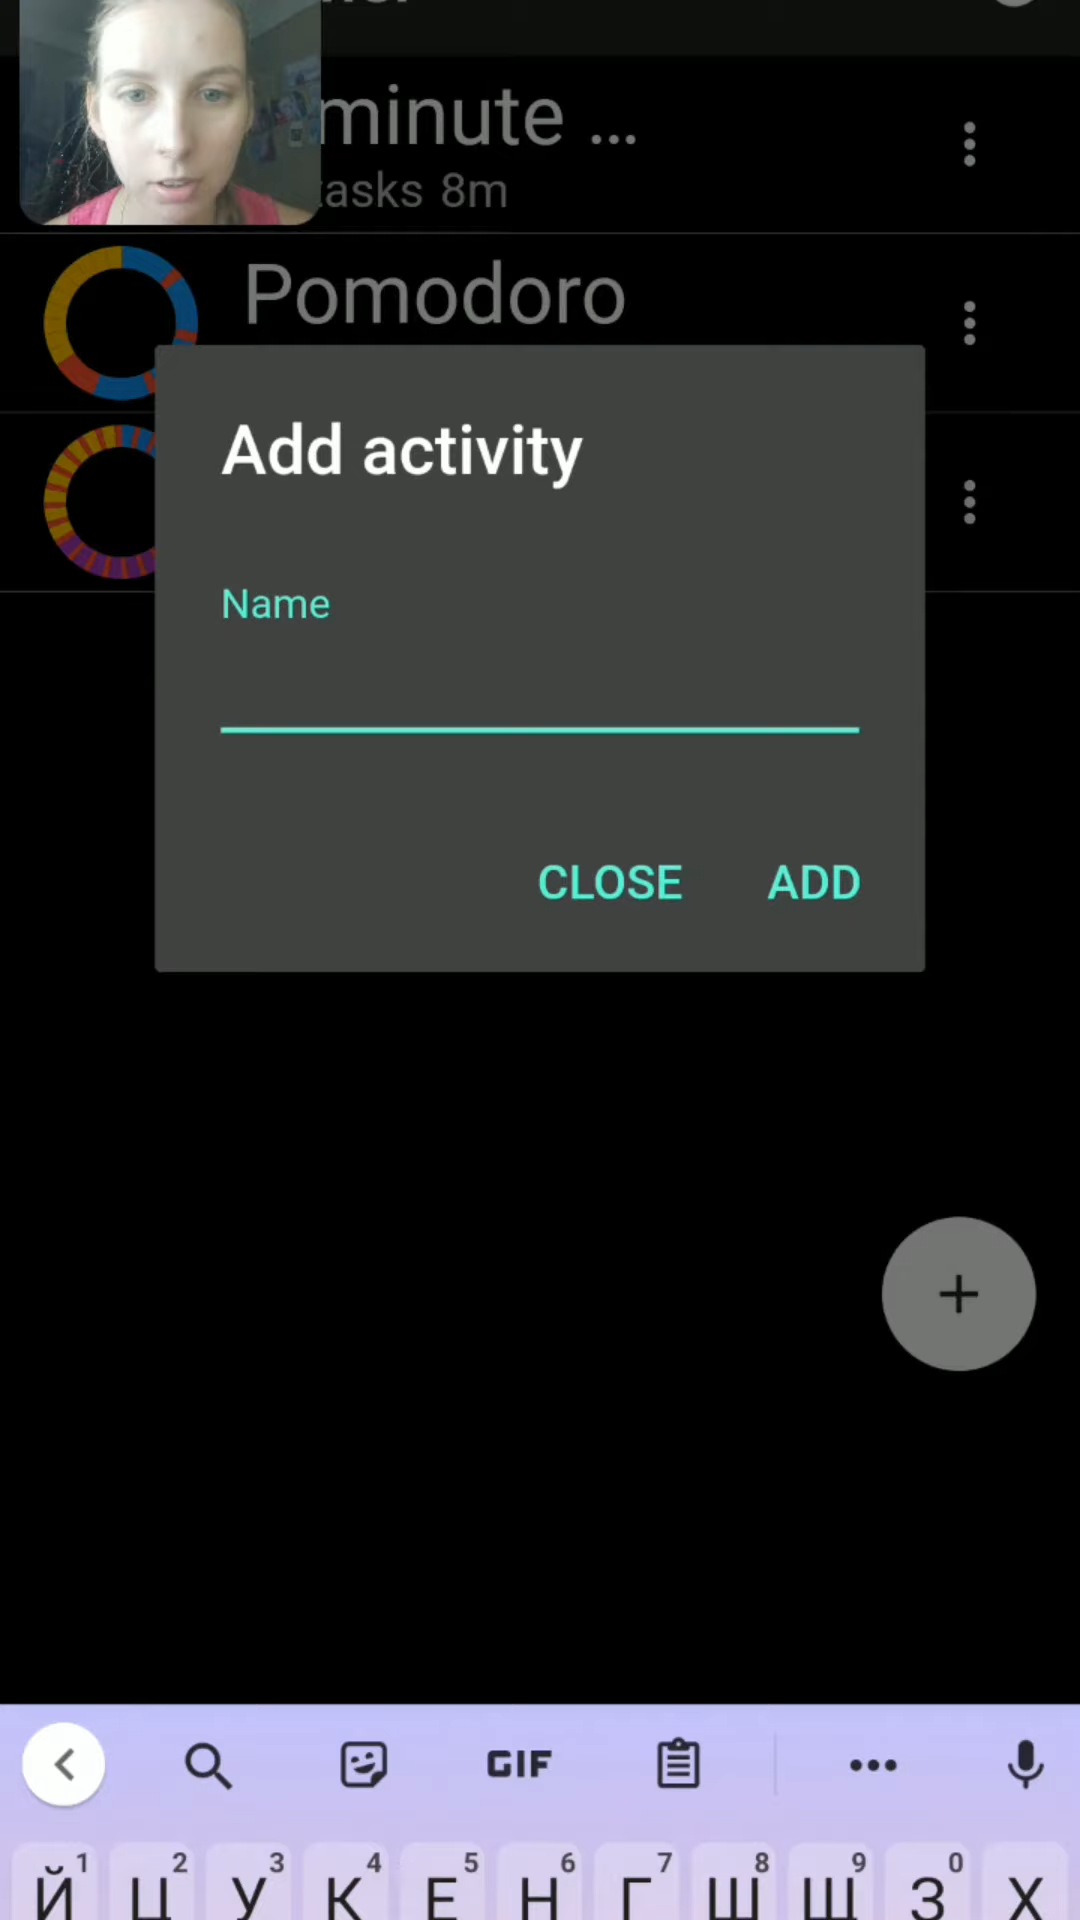 minute ...
tasks 8m
Pomodoro
Add activity
Name
CLOSE ADD
+
GIF
1 2 3 4 5 6 7 8 9 0
Й Ц У К Е Н Г Ш Щ З Х